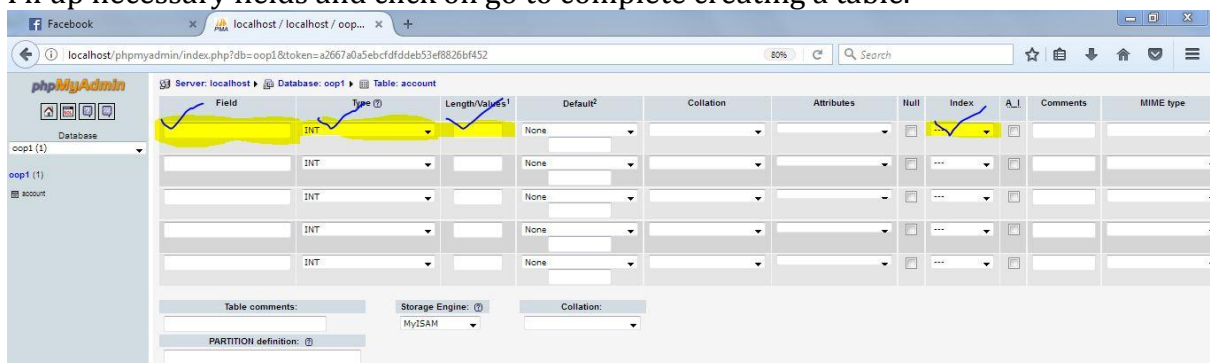 Fil up necessary fields and click on go to complete creating a table.
Facebook × localhost / localhost / oop... × +
localhost/phpmyadmin/index.php?db=oop1&token=a2667a0a5ebcfdfddeb53ef8826bf452 80% Search
phpMyAdmin
Server: localhost Database: oop1 Table: account
Field Type Length/Values1 Default2 Collation Attributes Null Index A_I Comments MIME type
Database
oop1 (1)
INT None ---
oop1 (1)
INT None ---
account
INT None ---
INT None ---
INT None ---
Table comments: Storage Engine: Collation:
MyISAM
PARTITION definition: